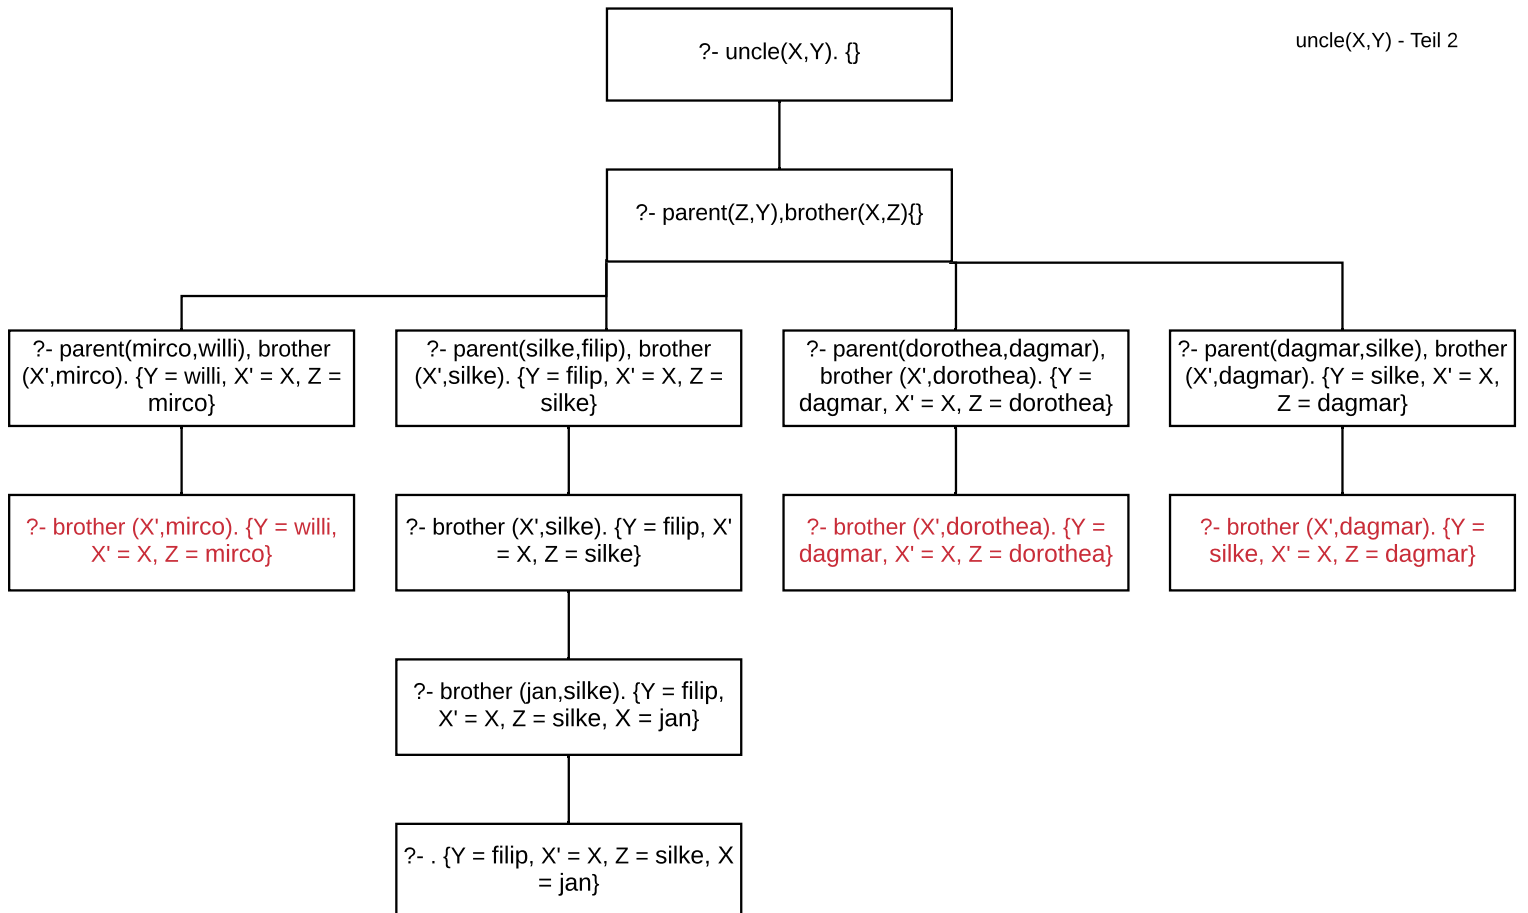 ?- uncle(X,Y). {}
uncle(X,Y) - Teil 2
?- parent(Z,Y),brother(X,Z){}
?- parent(mirco,willi), brother
(X',mirco). {Y = willi, X' = X, Z =
mirco}
?- parent(silke,filip), brother
(X',silke). {Y = filip, X' = X, Z =
silke}
?- parent(dorothea,dagmar),
brother (X',dorothea). {Y =
dagmar, X' = X, Z = dorothea}
?- parent(dagmar,silke), brother
(X',dagmar). {Y = silke, X' = X,
Z = dagmar}
?- brother (X',mirco). {Y = willi,
X' = X, Z = mirco}
?- brother (X',silke). {Y = filip, X'
= X, Z = silke}
?- brother (X',dorothea). {Y =
dagmar, X' = X, Z = dorothea}
?- brother (X',dagmar). {Y =
silke, X' = X, Z = dagmar}
?- brother (jan,silke). {Y = filip,
X' = X, Z = silke, X = jan}
?- . {Y = filip, X' = X, Z = silke, X
= jan}